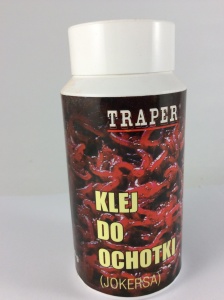 TRAPER
KLEJ
DO
OCHOTKI
(JOKERSA)